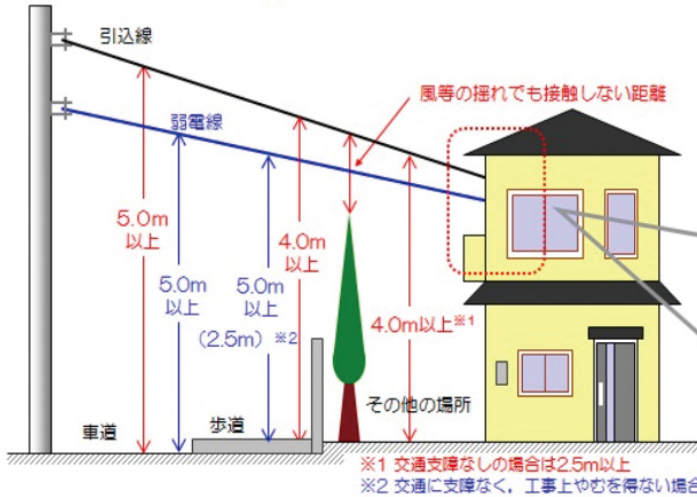 引込線
風等の揺れでも接触しない距離
弱電線
5.0m
以上
4.0m
以上
5.0m
以上
5.0m
以上
(2.5m) ※2
4.0m以上※1
その他の場所
歩道
車道
※1 交通支障なしの場合は2.5m以上
※2 交通に支障なく,工事上やむを得ない場合